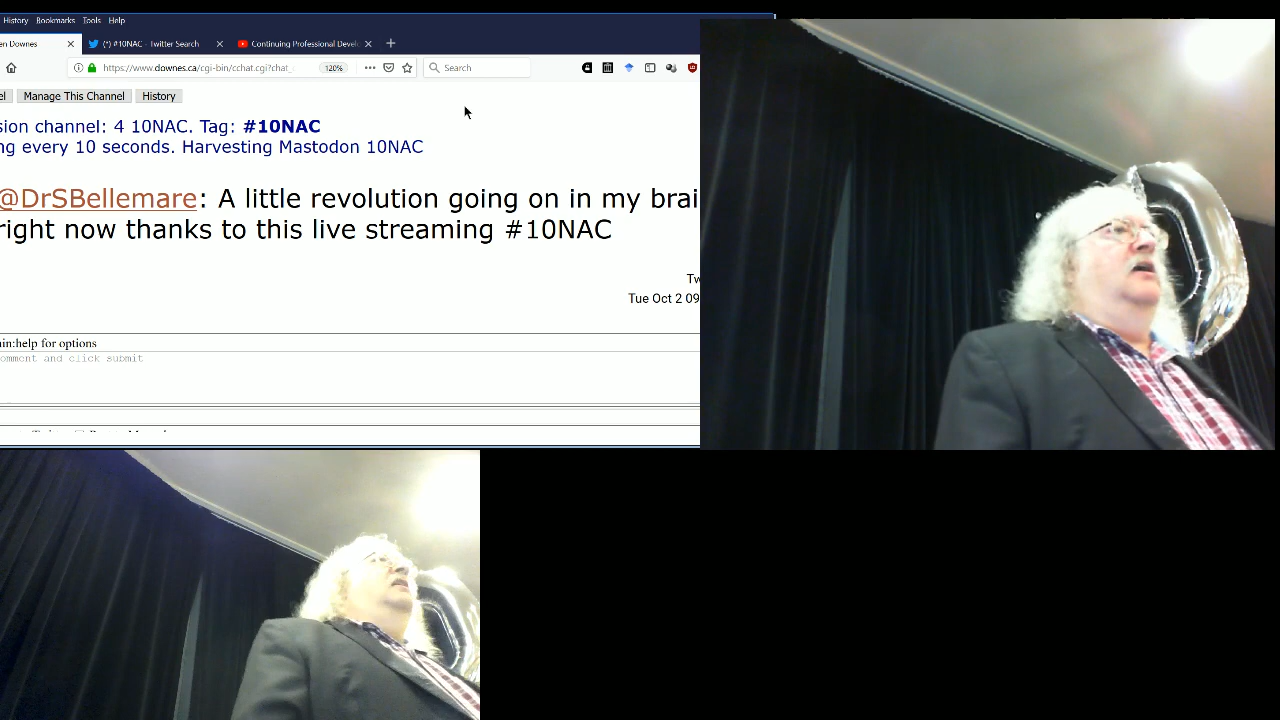 History Bookmarks Tools Help
en Downes
(*) #10NAC - Twitter Search
Continuing Professional Devel
https://www.downes.ca/cgi-bin/cchat.cgi?chat_
120%
Search
el
Manage This Channel
History
sion channel: 4 10NAC. Tag: #10NAC
ng every 10 seconds. Harvesting Mastodon 10NAC
@DrSBellemare: A little revolution going on in my brai
right now thanks to this live streaming #10NAC
Tw
Tue Oct 2 09
in:help for options
omment and click submit